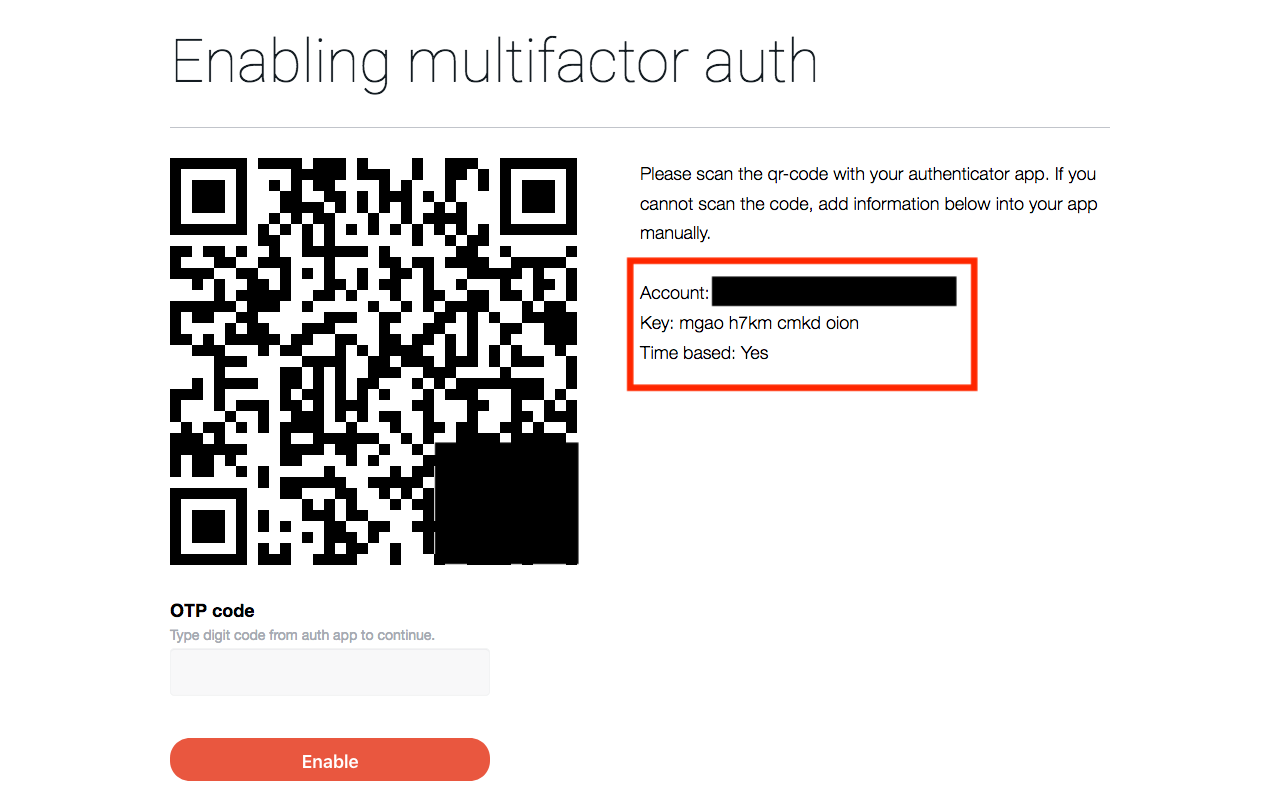 Enabling multifactor auth
Please scan the qr-code with your authenticator app. If you
cannot scan the code, add information below into your app
manually.
Account:
Key: mgao h7km cmkd oion
Time based: Yes
OTP code
Type digit code from auth app to continue.
Enable